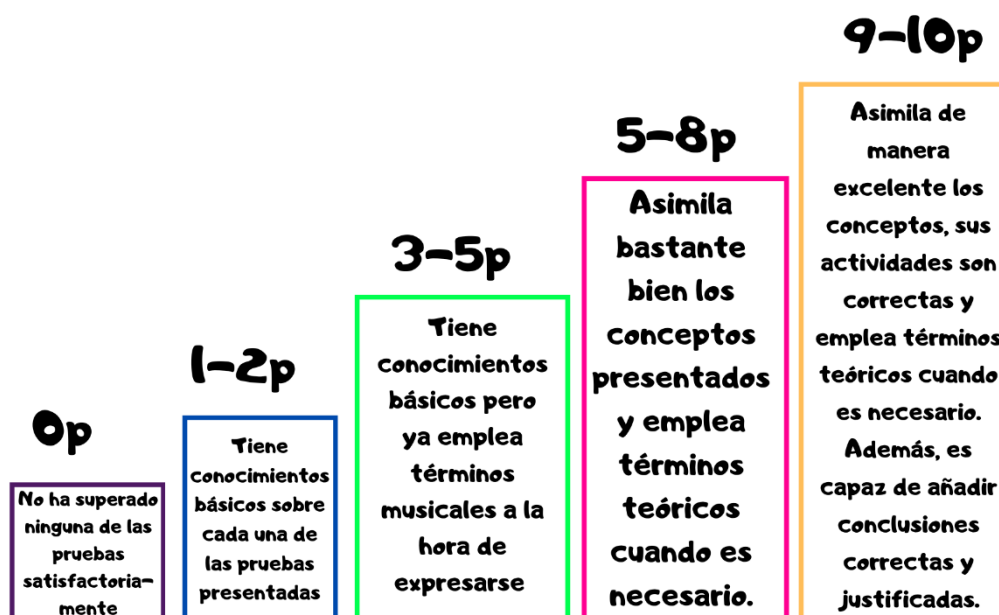 0p
No ha superado
ninguna de las
pruebas
satisfactoria-
mente
1-2p
Tiene
conocimientos
básicos sobre
cada una de
las pruebas
presentadas
3-5p
Tiene
conocimientos
básicos pero
ya emplea
términos
musicales a la
hora de
expresarse
5-8p
Asimila
bastante
bien los
conceptos
presentados
y emplea
términos
teóricos
cuando es
necesario.
9-10p
Asimila de
manera
excelente los
conceptos, sus
actividades son
correctas y
emplea términos
teóricos cuando
es necesario.
Además, es
capaz de añadir
conclusiones
correctas y
justificadas.